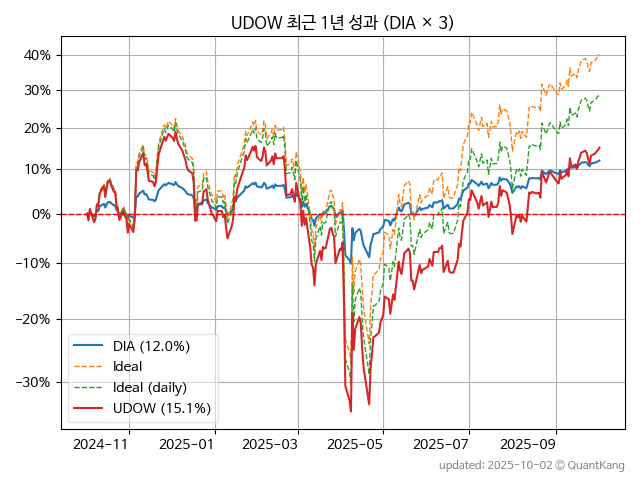 UDOW 최근 1년 성과 (DIA × 3)
40%
30%
20%
10%
0%
−10%
−20%
−30%
DIA (12.0%)
Ideal
Ideal (daily)
UDOW (15.1%)
2024-11
2025-01
2025-03
2025-05
2025-07
2025-09
updated: 2025-10-02 © QuantKang